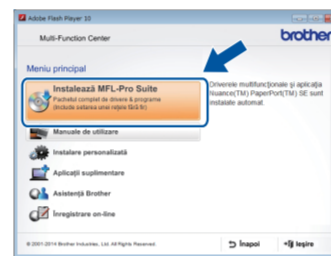 Adobe Flash Player 10
Multi-Function Center
brother
Meniu principal
Instalează MFL-Pro Suite
Pachetul complet de drivere & programe
(include setarea unei rețele fără fir)
Driverele multifuncționale și aplicația
Nuance(TM) PaperPort(TM) SE sunt
instalate automat.
Manuale de utilizare
Instalare personalizată
Aplicații suplimentare
Asistență Brother
Înregistrare on-line
© 2001-2014 Brother Industries, Ltd. All Rights Reserved.
Înapoi
Ieșire